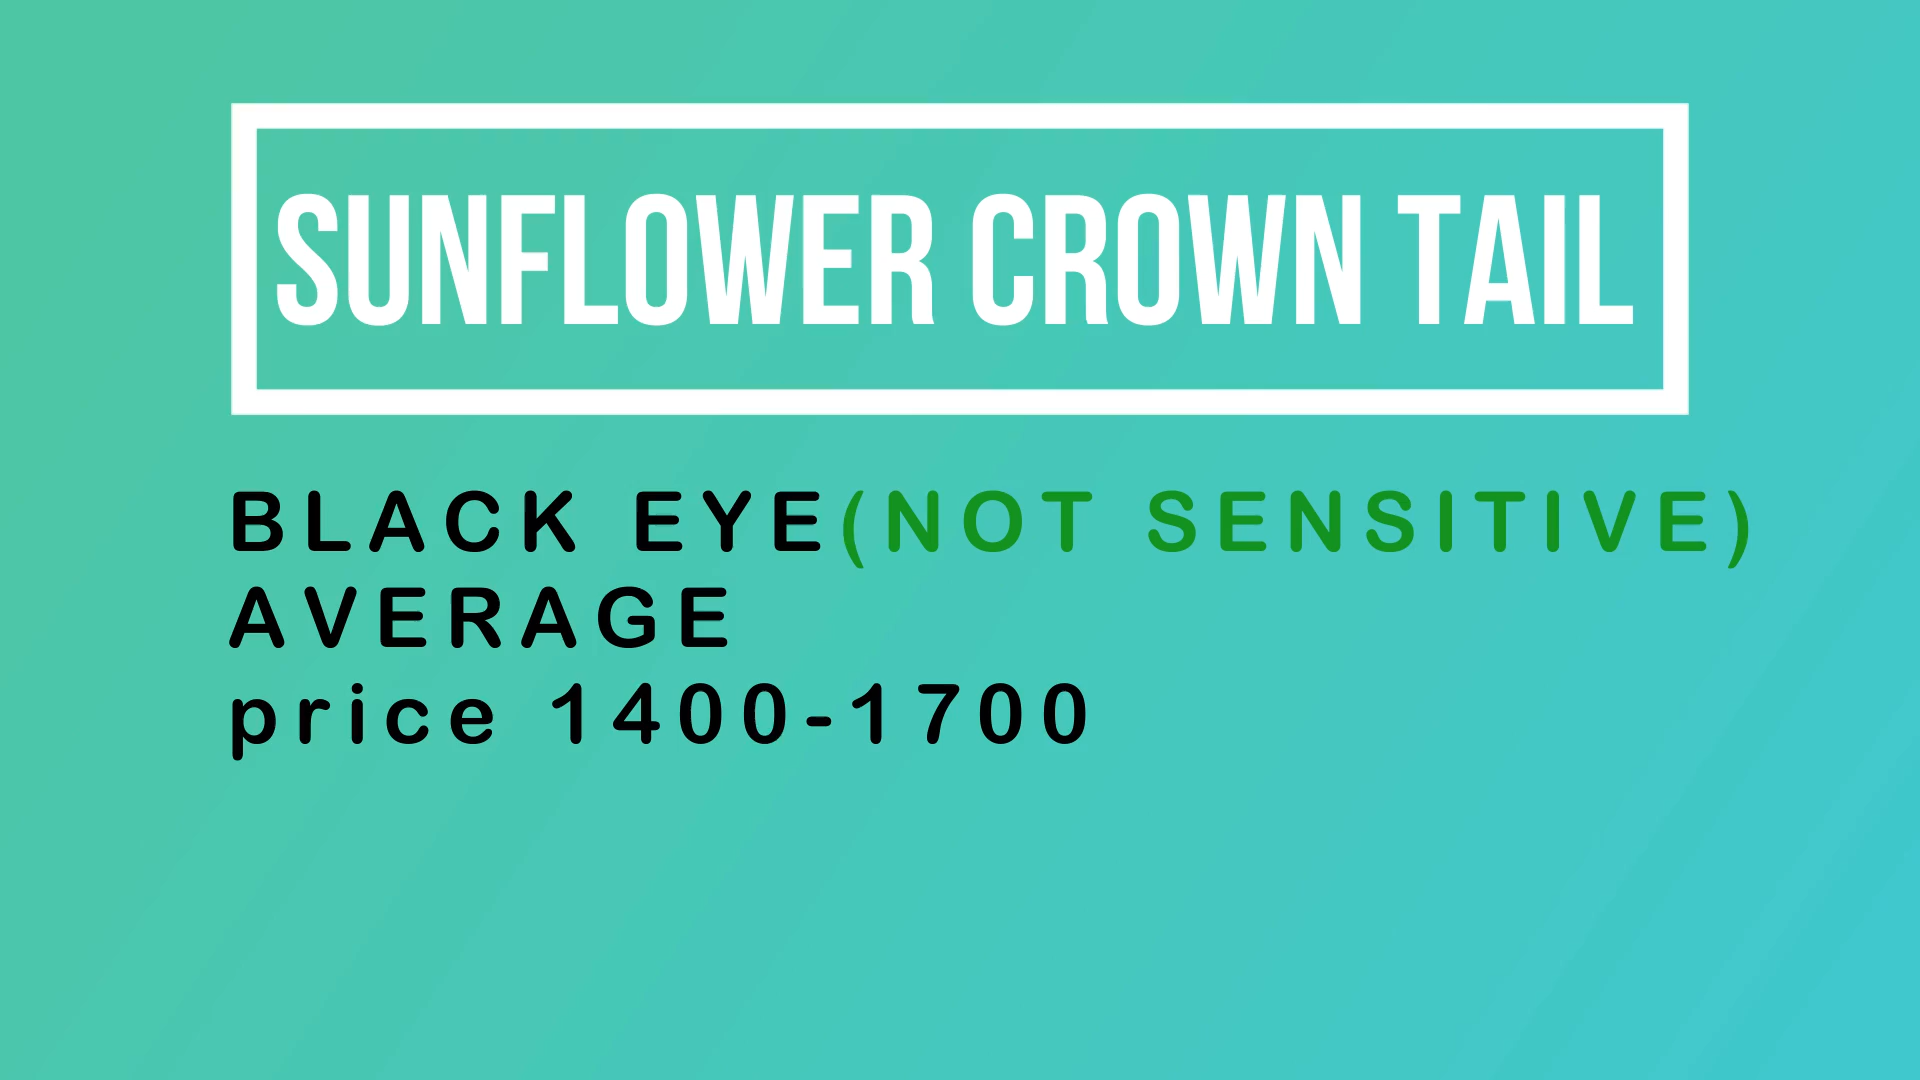 SUNFLOWER CROWN TAIL
BLACK EYE(NOT SENSITIVE)
AVERAGE
price 1400-1700